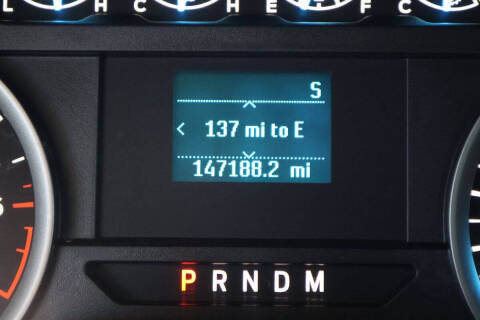 L H C H E F C
S
137 mi to E
147188.2 mi
P R N D M